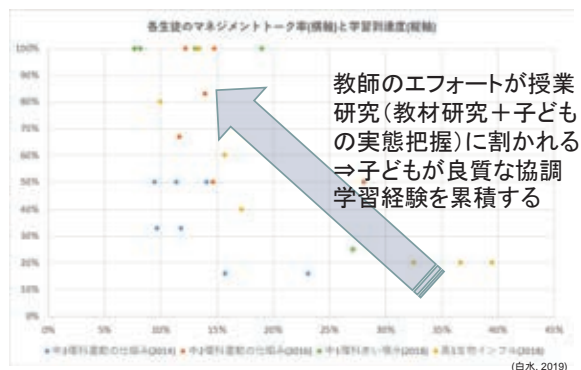 各生徒のマネジメントトーク率(横軸)と学習到達度(縦軸)
100%
90%
80%
70%
60%
50%
40%
30%
20%
10%
0%
0% 5% 10% 15% 20% 25% 30% 35% 40% 45%
教師のエフォートが授業
研究(教材研究+子ども
の実態把握)に割かれる
⇒子どもが良質な協調
学習経験を累積する
(白水, 2019)